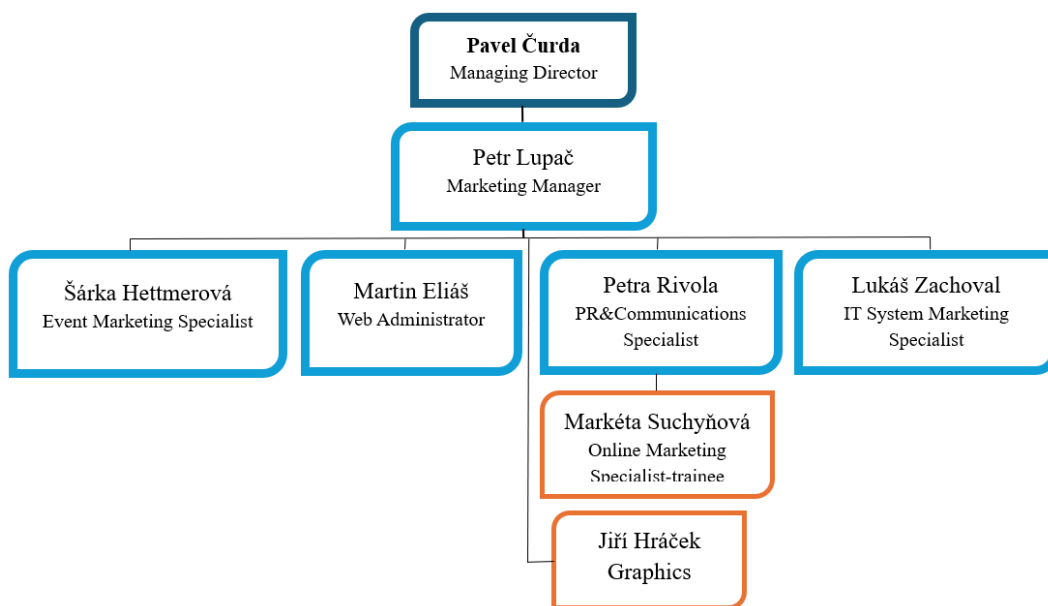 Pavel Čurda
Managing Director
Petr Lupač
Marketing Manager
Šárka Hettmerová
Event Marketing Specialist
Martin Eliáš
Web Administrator
Petra Rivola
PR&Communications
Specialist
Lukáš Zachoval
IT System Marketing
Specialist
Markéta Suchyňová
Online Marketing
Specialist-trainee
Jiří Hráček
Graphics